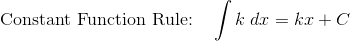 Constant Function Rule: ∫ k dx = kx + C